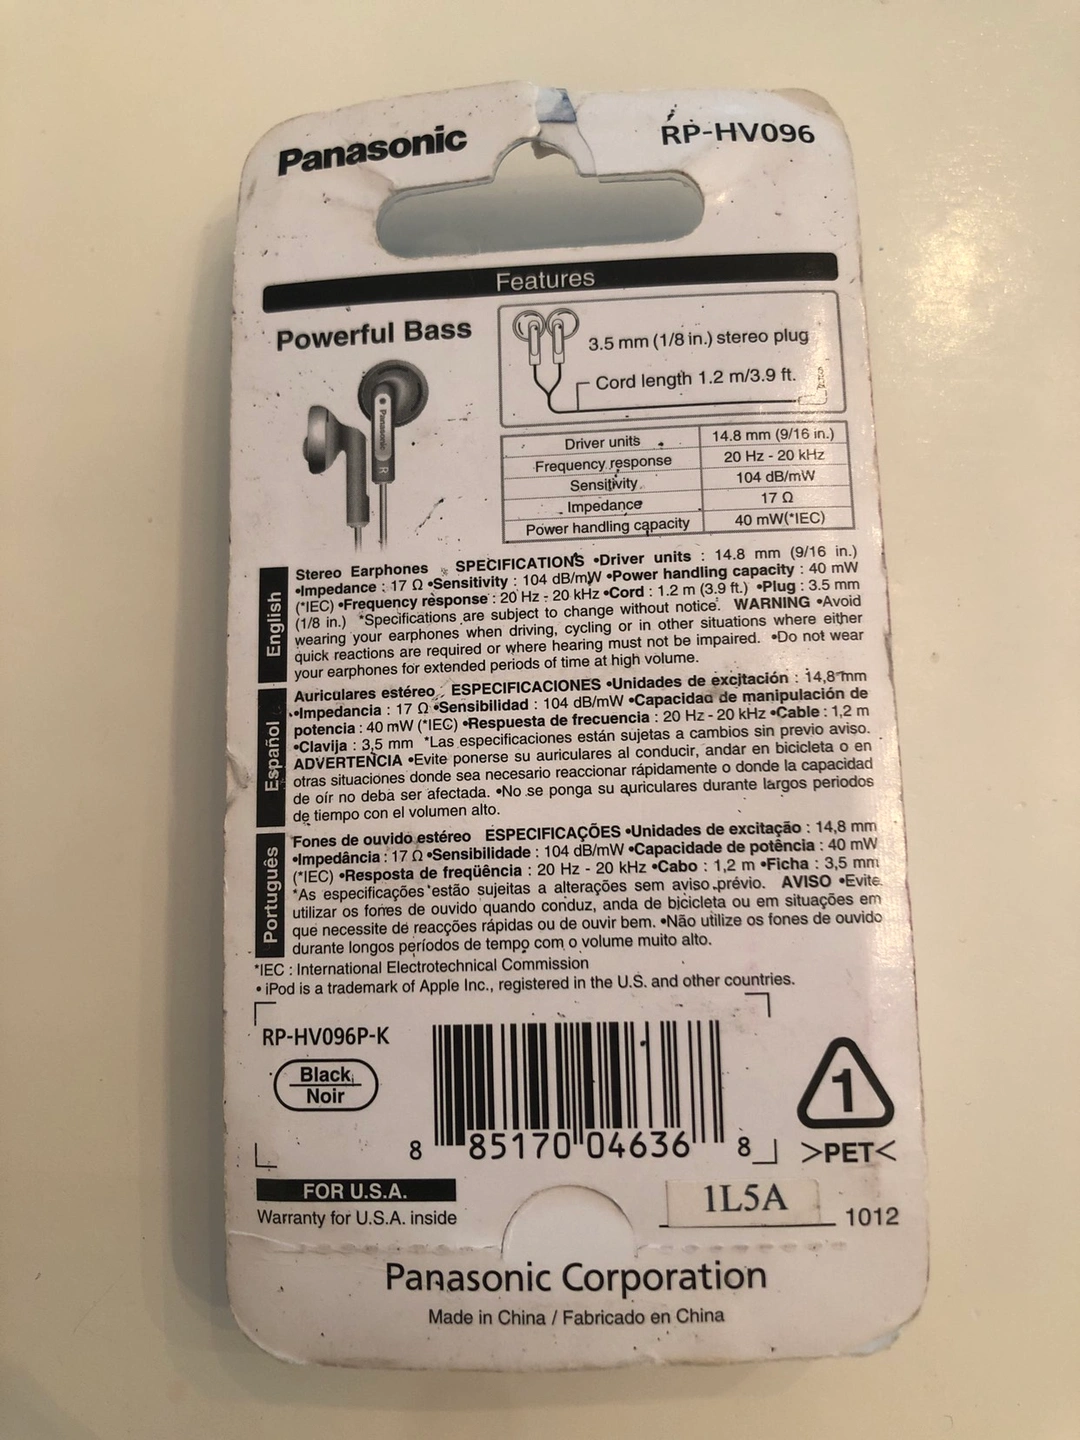 Panasonic
RP-HV096
Features
Powerful Bass
3.5 mm (1/8 in.) stereo plug
Cord length 1.2 m/3.9 ft.
Panasonic
R
Driver units 14.8 mm (9/16 in.)
Frequency response 20 Hz - 20 kHz
Sensitivity 104 dB/mW
Impedance 17 Ω
Power handling capacity 40 mW(*IEC)
English
Stereo Earphones SPECIFICATIONS •Driver units : 14.8 mm (9/16 in.)
•Impedance : 17 Ω •Sensitivity : 104 dB/mW •Power handling capacity : 40 mW
(*IEC) •Frequency response : 20 Hz - 20 kHz •Cord : 1.2 m (3.9 ft.) •Plug : 3.5 mm
(1/8 in.) *Specifications are subject to change without notice. WARNING •Avoid
wearing your earphones when driving, cycling or in other situations where either
quick reactions are required or where hearing must not be impaired. •Do not wear
your earphones for extended periods of time at high volume.
Español
Auriculares estéreo ESPECIFICACIONES •Unidades de excitación : 14,8 mm
•Impedancia : 17 Ω •Sensibilidad : 104 dB/mW •Capacidad de manipulación de
potencia : 40 mW (*IEC) •Respuesta de frecuencia : 20 Hz - 20 kHz •Cable : 1,2 m
•Clavija : 3,5 mm *Las especificaciones están sujetas a cambios sin previo aviso.
ADVERTENCIA •Evite ponerse su auriculares al conducir, andar en bicicleta o en
otras situaciones donde sea necesario reaccionar rápidamente o donde la capacidad
de oír no deba ser afectada. •No se ponga su auriculares durante largos periodos
de tiempo con el volumen alto.
Português
Fones de ouvido estéreo ESPECIFICAÇÕES •Unidades de excitação : 14,8 mm
•Impedância : 17 Ω •Sensibilidade : 104 dB/mW •Capacidade de potência : 40 mW
(*IEC) •Resposta de freqüência : 20 Hz - 20 kHz •Cabo : 1,2 m •Ficha : 3,5 mm
*As especificações estão sujeitas a alterações sem aviso prévio. AVISO •Evite
utilizar os fones de ouvido quando conduz, anda de bicicleta ou em situações em
que necessite de reacções rápidas ou de ouvir bem. •Não utilize os fones de ouvido
durante longos períodos de tempo com o volume muito alto.
*IEC : International Electrotechnical Commission
• iPod is a trademark of Apple Inc., registered in the U.S. and other countries.
RP-HV096P-K
Black
Noir
8 85170 04636 8
1
>PET<
FOR U.S.A.
Warranty for U.S.A. inside
1L5A
1012
Panasonic Corporation
Made in China / Fabricado en China